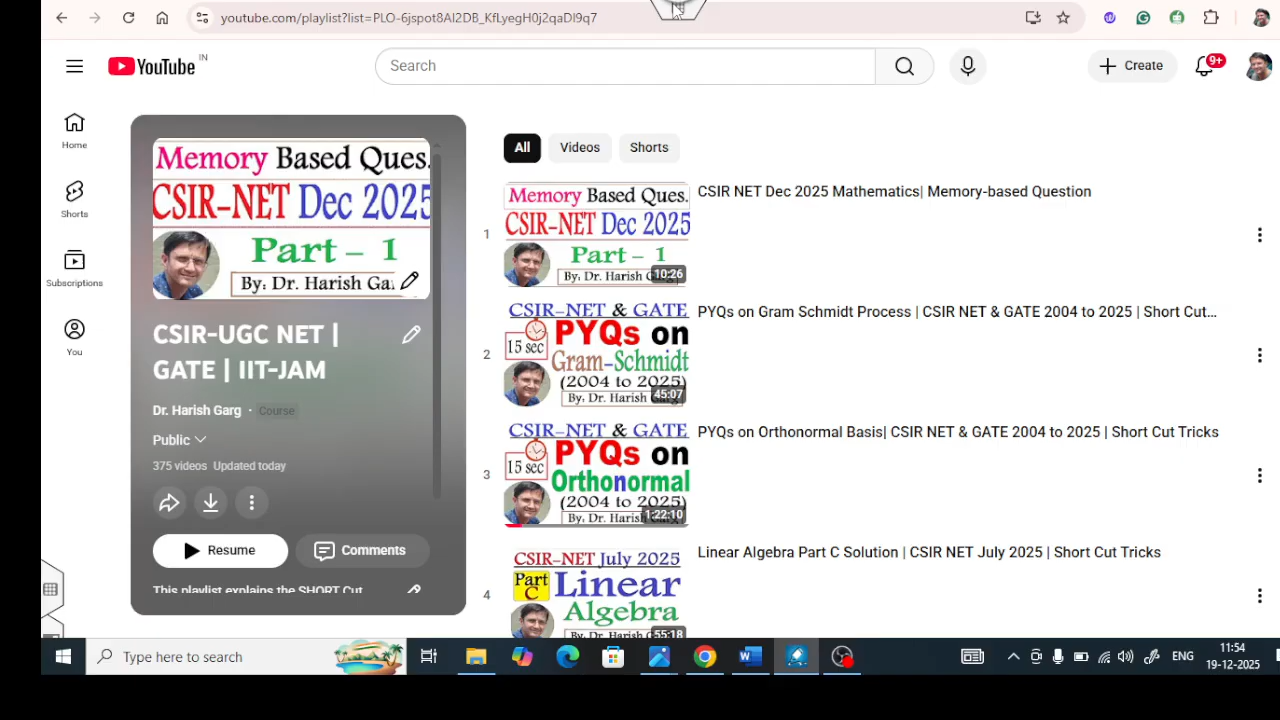 youtube.com/playlist?list=PLO-6jspot8AI2DB_KfLyegH0j2qaDI9q7
YouTube IN
Search
Create
9+
Home
Shorts
Subscriptions
You
Memory Based Ques.
CSIR-NET Dec 2025
Part - 1
By: Dr. Harish Gar
CSIR-UGC NET |
GATE | IIT-JAM
Dr. Harish Garg · Course
Public
375 videos Updated today
Resume
Comments
This playlist explains the SHORT Cut
All
Videos
Shorts
1
Memory Based Ques.
CSIR-NET Dec 2025
Part - 1
By: Dr. Harish
10:26
CSIR NET Dec 2025 Mathematics| Memory-based Question
2
CSIR-NET & GATE
15 sec
PYQs on
Gram-Schmidt
(2004 to 2025)
By: Dr. Harish
45:07
PYQs on Gram Schmidt Process | CSIR NET & GATE 2004 to 2025 | Short Cut...
3
CSIR-NET & GATE
15 sec
PYQs on
Orthonormal
(2004 to 2025)
By: Dr. Harish
1:22:10
PYQs on Orthonormal Basis| CSIR NET & GATE 2004 to 2025 | Short Cut Tricks
4
CSIR-NET July 2025
Part C
Linear
Algebra
By: Dr. Harish
55:18
Linear Algebra Part C Solution | CSIR NET July 2025 | Short Cut Tricks
Type here to search
ENG
11:54
19-12-2025